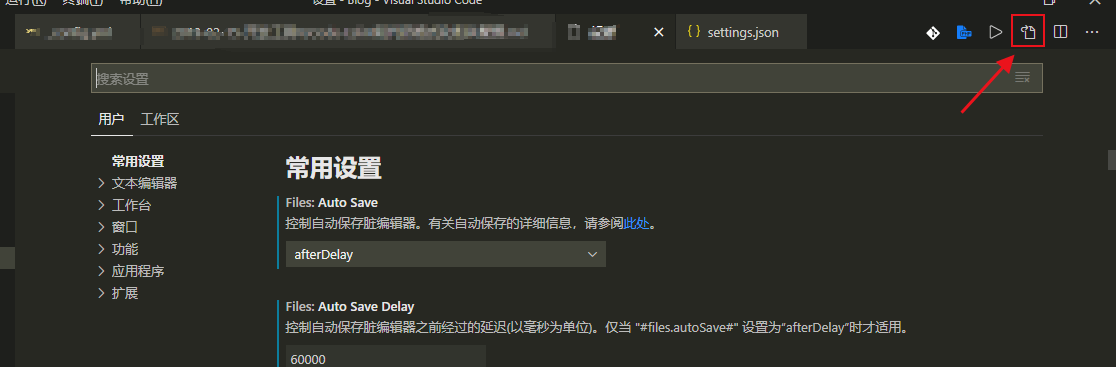 运行(R) 终端(T) 帮助(H) 设置 - Blog - Visual Studio Code
_config.yml
{ } settings.json
搜索设置
用户 工作区
常用设置
文本编辑器
工作台
窗口
功能
应用程序
扩展
常用设置
Files: Auto Save
控制自动保存脏编辑器。有关自动保存的详细信息，请参阅此处。
afterDelay
Files: Auto Save Delay
控制自动保存脏编辑器之前经过的延迟(以毫秒为单位)。仅当 "#files.autoSave#" 设置为“afterDelay”时才适用。
60000